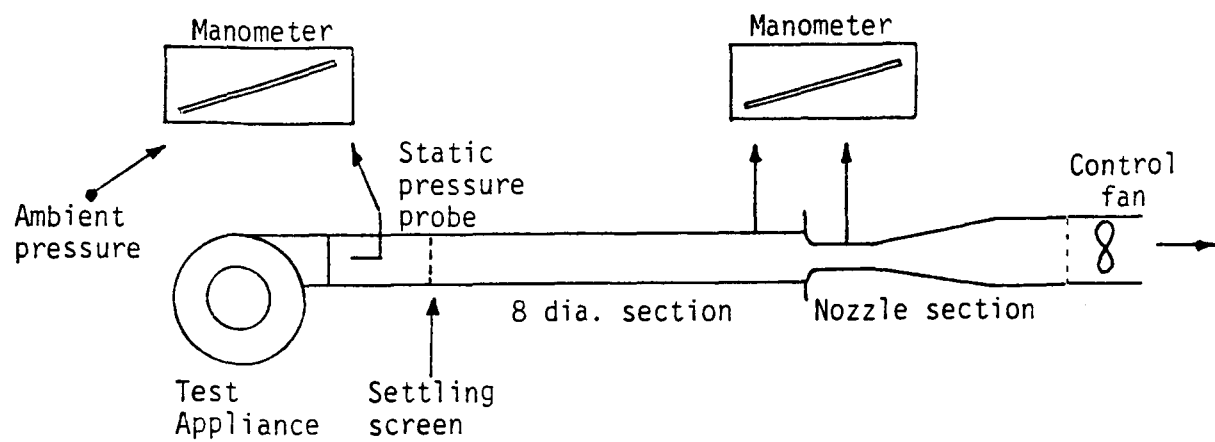 Manometer
Manometer
Static
pressure
probe
Control
fan
Ambient
pressure
8 dia. section
Nozzle section
Test
Appliance
Settling
screen